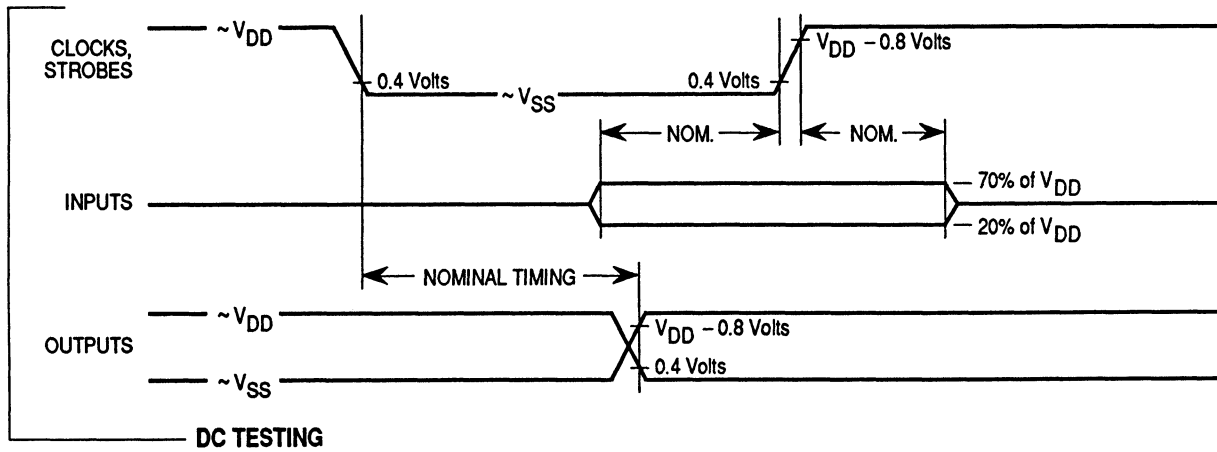 CLOCKS,
STROBES
~ VDD
0.4 Volts
~ VSS
0.4 Volts
VDD – 0.8 Volts
NOM.
NOM.
INPUTS
70% of VDD
20% of VDD
NOMINAL TIMING
OUTPUTS
~ VDD
~ VSS
VDD – 0.8 Volts
0.4 Volts
DC TESTING